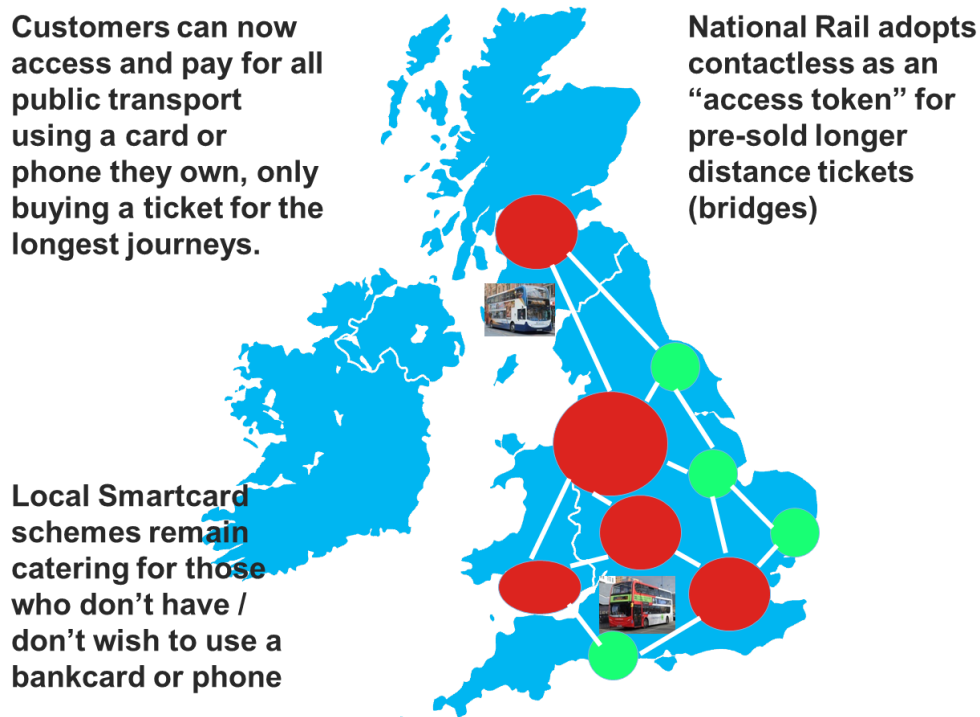 Customers can now
access and pay for all
public transport
using a card or
phone they own, only
buying a ticket for the
longest journeys.
National Rail adopts
contactless as an
“access token” for
pre-sold longer
distance tickets
(bridges)
Local Smartcard
schemes remain
catering for those
who don’t have /
don’t wish to use a
bankcard or phone